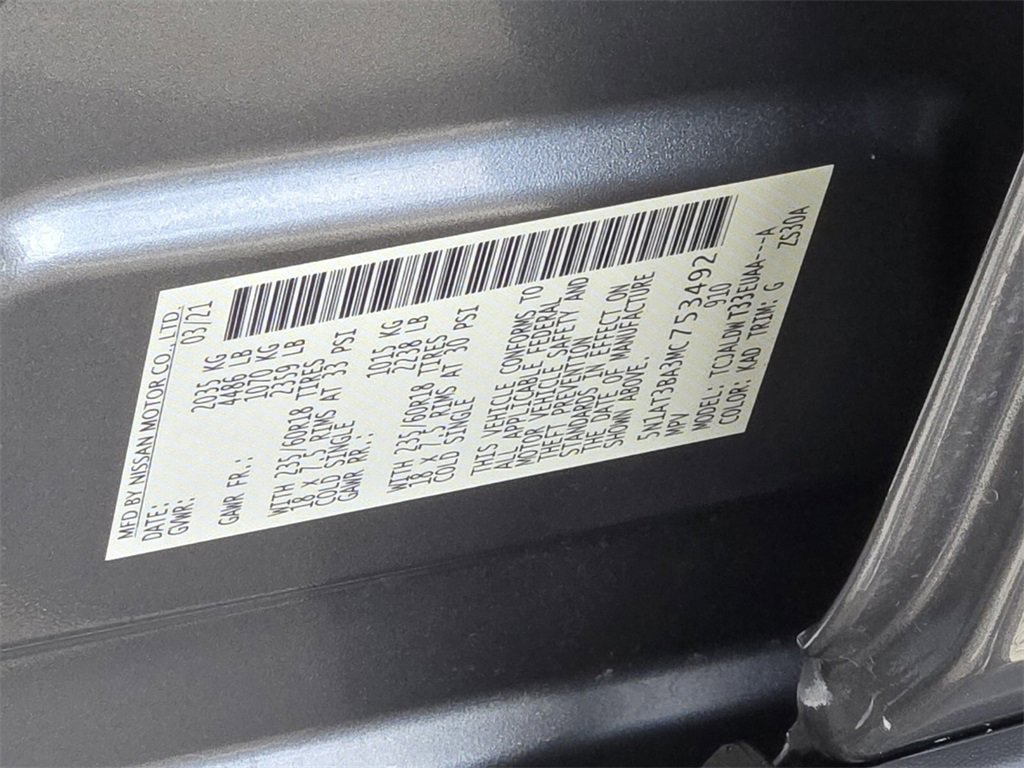 MFD BY NISSAN MOTOR CO., LTD.
DATE: 03/21
GWR: 2035 KG
4486 LB
GAWR FR.: 1070 KG
2359 LB
WITH 235/60R18 TIRES
18 X 7.5 RIMS AT 33 PSI
COLD SINGLE
GAWR RR.: 1015 KG
2238 LB
WITH 235/60R18 TIRES
18 X 7.5 RIMS AT 30 PSI
COLD SINGLE
THIS VEHICLE CONFORMS TO
ALL APPLICABLE FEDERAL
MOTOR VEHICLE SAFETY AND
THEFT PREVENTION
STANDARDS IN EFFECT ON
THE DATE OF MANUFACTURE
SHOWN ABOVE.
5N1AT3BA3MC753492
MPV 910
MODEL: TCJALDW T33EUAA---A
COLOR: KAD TRIM: G ZS30A